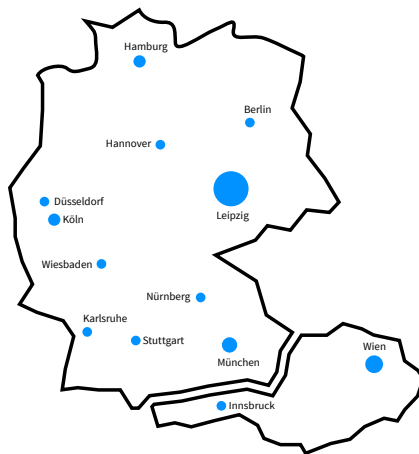 Hamburg
Berlin
Hannover
Düsseldorf
Leipzig
Köln
Wiesbaden
Nürnberg
Karlsruhe
Stuttgart
Wien
München
Innsbruck